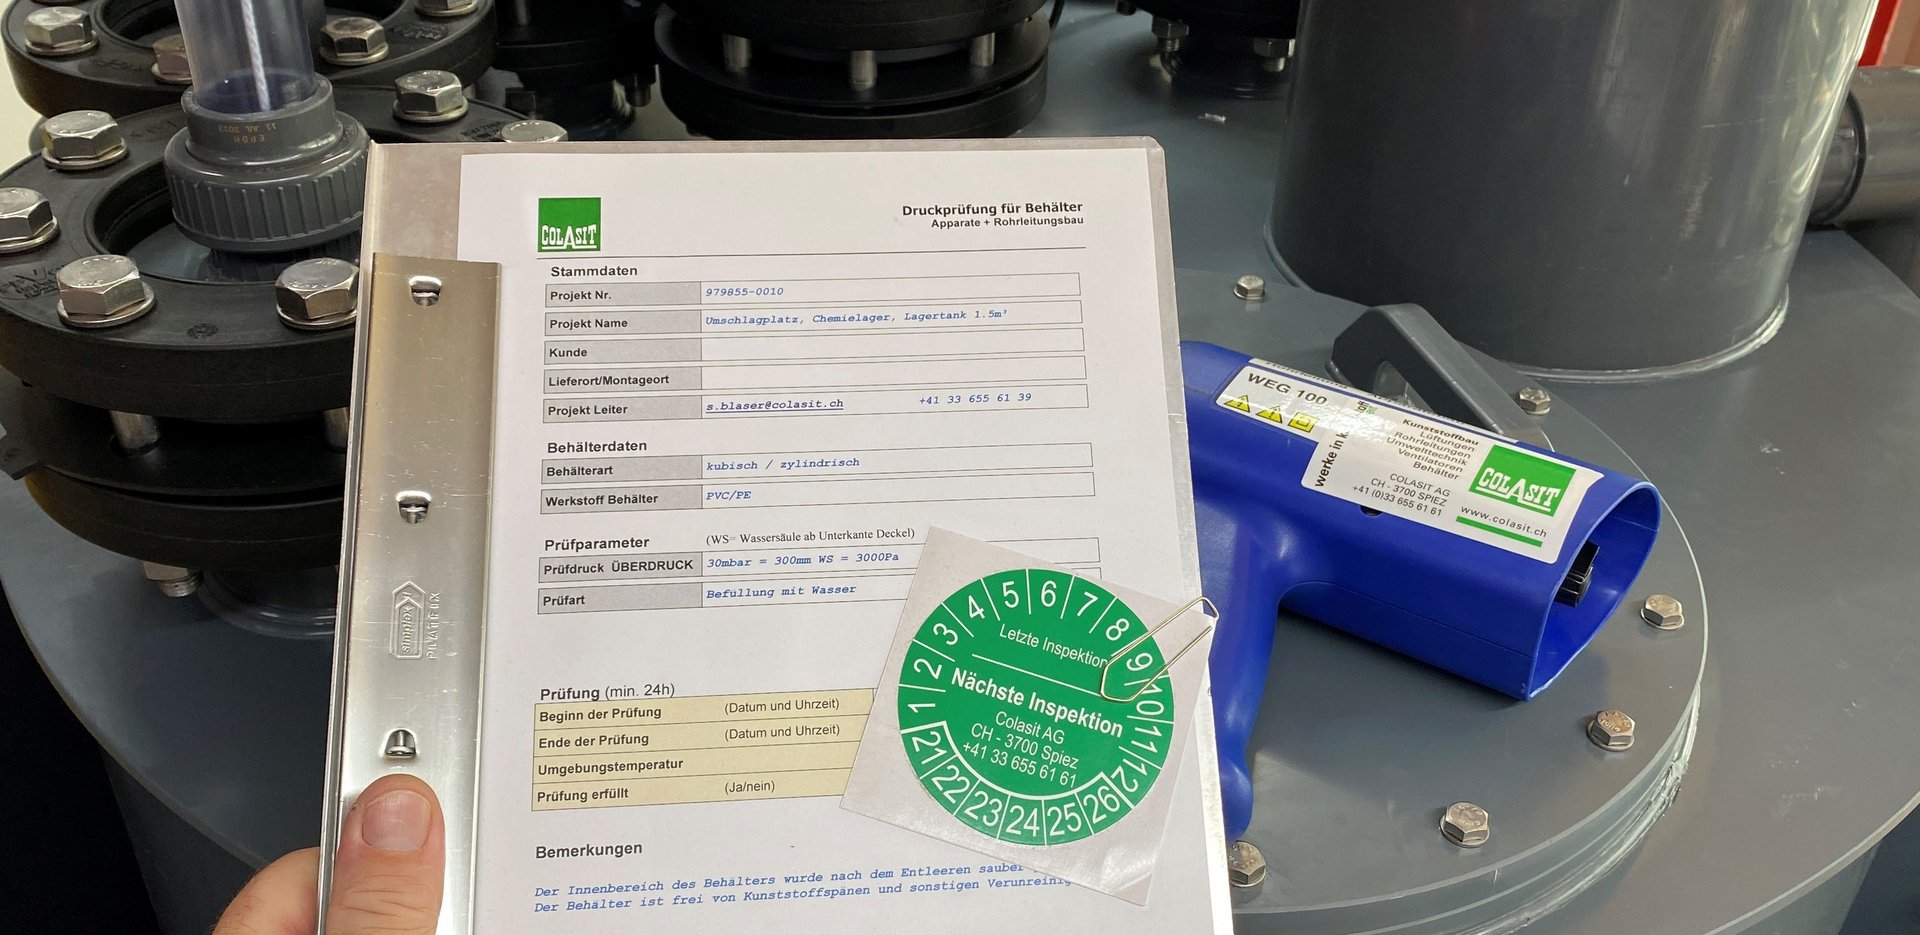 EPDM
11 JUL 2023
COLASIT
Druckprüfung für Behälter
Apparate + Rohrleitungsbau
Stammdaten
Projekt Nr. 979855-0010
Projekt Name Umschlagplatz, Chemielager, Lagertank 1.5m³
Kunde
Lieferort/Montageort
Projekt Leiter s.blaser@colasit.ch +41 33 655 61 39
Behälterdaten
Behälterart kubisch / zylindrisch
Werkstoff Behälter PVC/PE
Prüfparameter (WS= Wassersäule ab Unterkante Deckel)
Prüfdruck ÜBERDRUCK 30mbar = 300mm WS = 3000Pa
Prüfart Befüllung mit Wasser
Prüfung (min. 24h)
Beginn der Prüfung (Datum und Uhrzeit)
Ende der Prüfung (Datum und Uhrzeit)
Umgebungstemperatur
Prüfung erfüllt (Ja/nein)
Bemerkungen
Der Innenbereich des Behälters wurde nach dem Entleeren sauber
Der Behälter ist frei von Kunststoffspänen und sonstigen
1 2 3 4 5 6 7 8 9 10 11 12
Letzte Inspektion
Nächste Inspektion
Colasit AG
CH - 3700 Spiez
+41 33 655 61 61
21 22 23 24 25 26
simplex
WEG 100
werke in
Kunststoffbau
Lüftungen
Rohrleitungen
Umwelttechnik
Ventilatoren
Behälter
COLASIT AG
CH - 3700 SPIEZ
+41 (0)33 655 61 61
COLASIT
www.colasit.ch